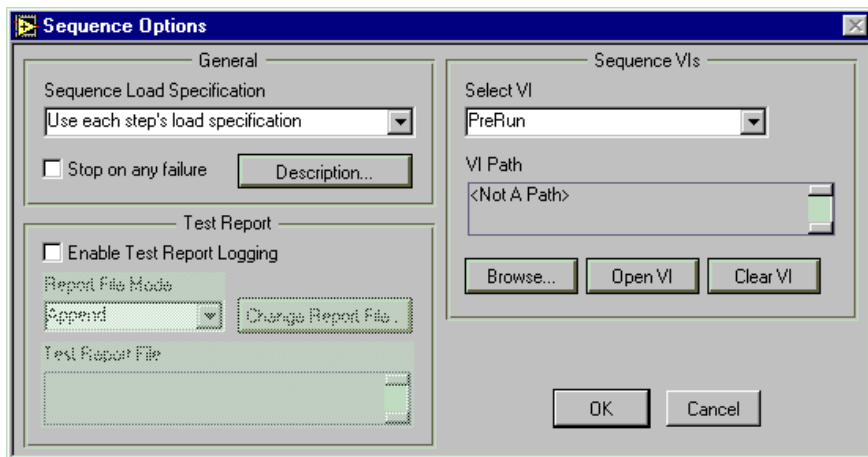 Sequence Options
General
Sequence Load Specification
Use each step's load specification
Stop on any failure
Description...
Test Report
Enable Test Report Logging
Report File Mode
Append
Change Report File .
Test Report File
Sequence VIs
Select VI
PreRun
VI Path
<Not A Path>
Browse...
Open VI
Clear VI
OK
Cancel